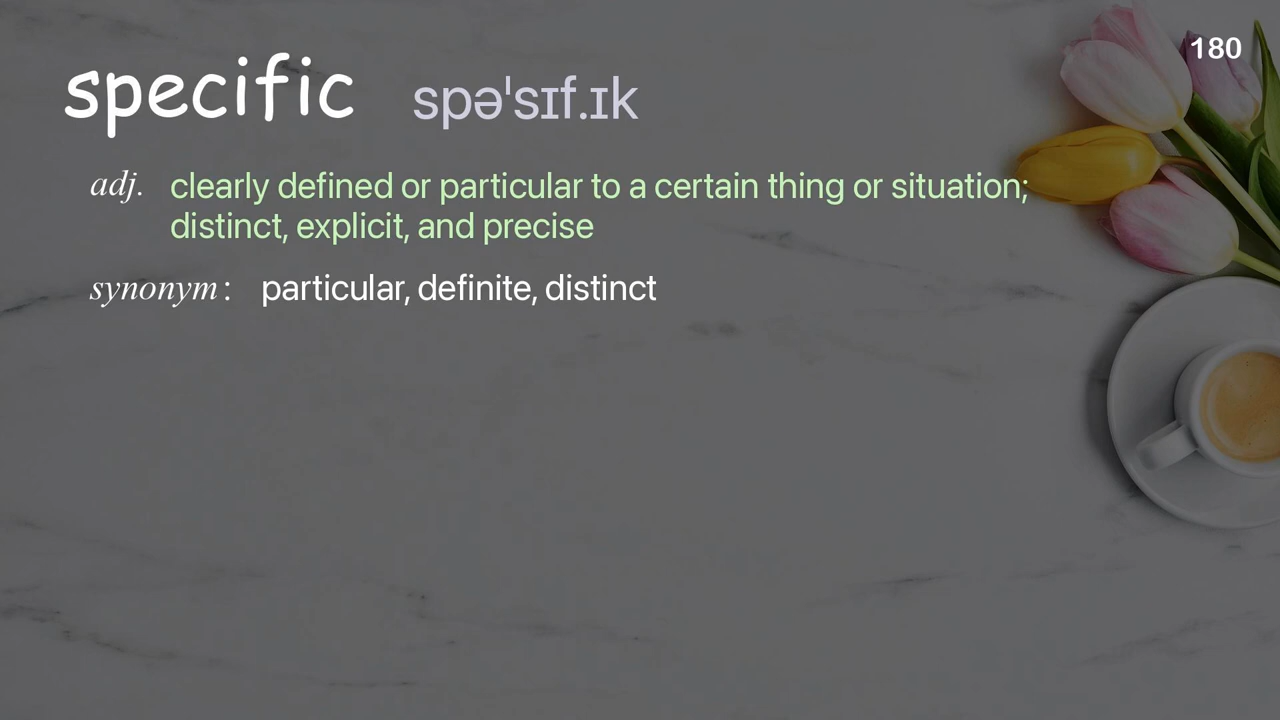 180
specific spəˈsɪf.ɪk
adj. clearly defined or particular to a certain thing or situation;
distinct, explicit, and precise
synonym: particular, definite, distinct